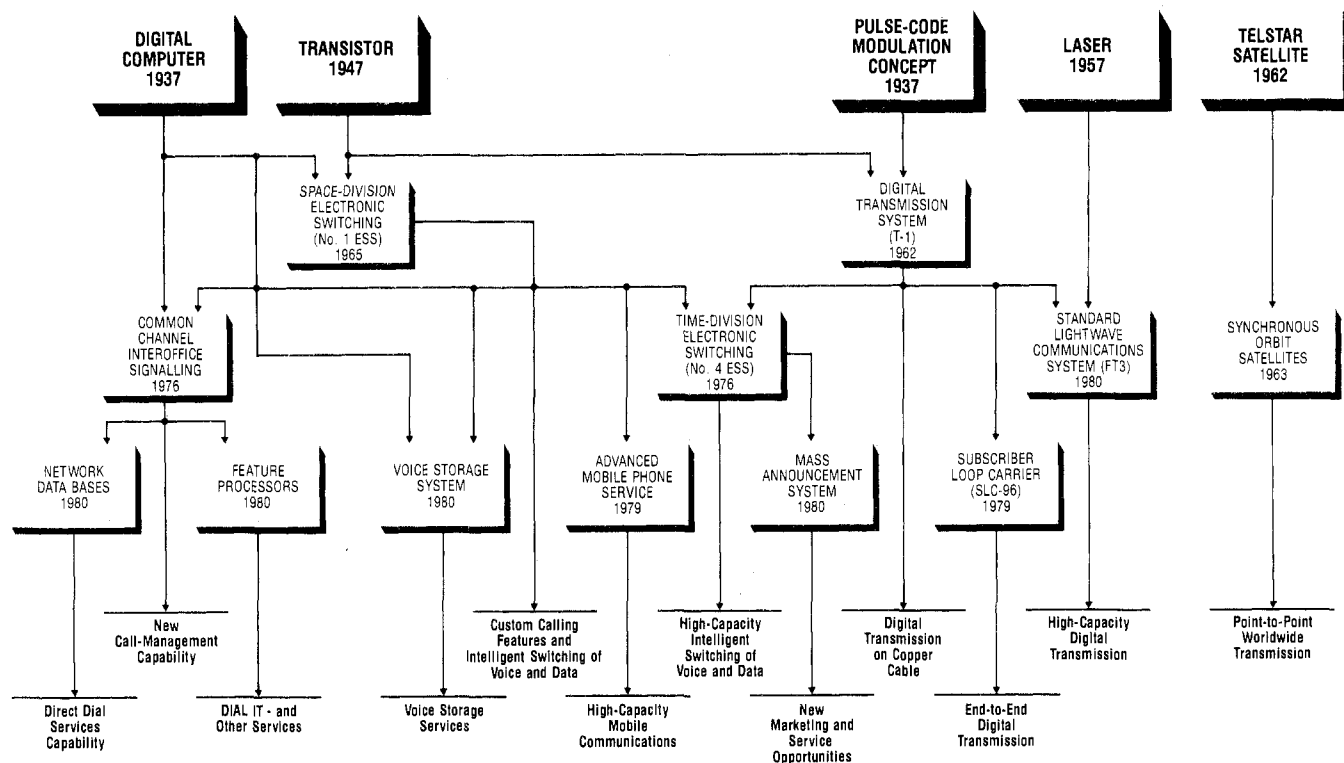 DIGITAL
COMPUTER
1937
TRANSISTOR
1947
PULSE-CODE
MODULATION
CONCEPT
1937
LASER
1957
TELSTAR
SATELLITE
1962
SPACE-DIVISION
ELECTRONIC
SWITCHING
(No. 1 ESS)
1965
DIGITAL
TRANSMISSION
SYSTEM
(T-1)
1962
COMMON
CHANNEL
INTEROFFICE
SIGNALLING
1976
TIME-DIVISION
ELECTRONIC
SWITCHING
(No. 4 ESS)
1976
STANDARD
LIGHTWAVE
COMMUNICATIONS
SYSTEM (FT3)
1980
SYNCHRONOUS
ORBIT
SATELLITES
1963
NETWORK
DATA BASES
1980
FEATURE
PROCESSORS
1980
VOICE STORAGE
SYSTEM
1980
ADVANCED
MOBILE PHONE
SERVICE
1979
MASS
ANNOUNCEMENT
SYSTEM
1980
SUBSCRIBER
LOOP CARRIER
(SLC-96)
1979
New
Call-Management
Capability
Custom Calling
Features and
Intelligent Switching of
Voice and Data
High-Capacity
Intelligent
Switching of
Voice and Data
Digital
Transmission
on Copper
Cable
High-Capacity
Digital
Transmission
Point-to-Point
Worldwide
Transmission
Direct Dial
Services
Capability
DIAL IT - and
Other Services
Voice Storage
Services
High-Capacity
Mobile
Communications
New
Marketing and
Service
Opportunities
End-to-End
Digital
Transmission